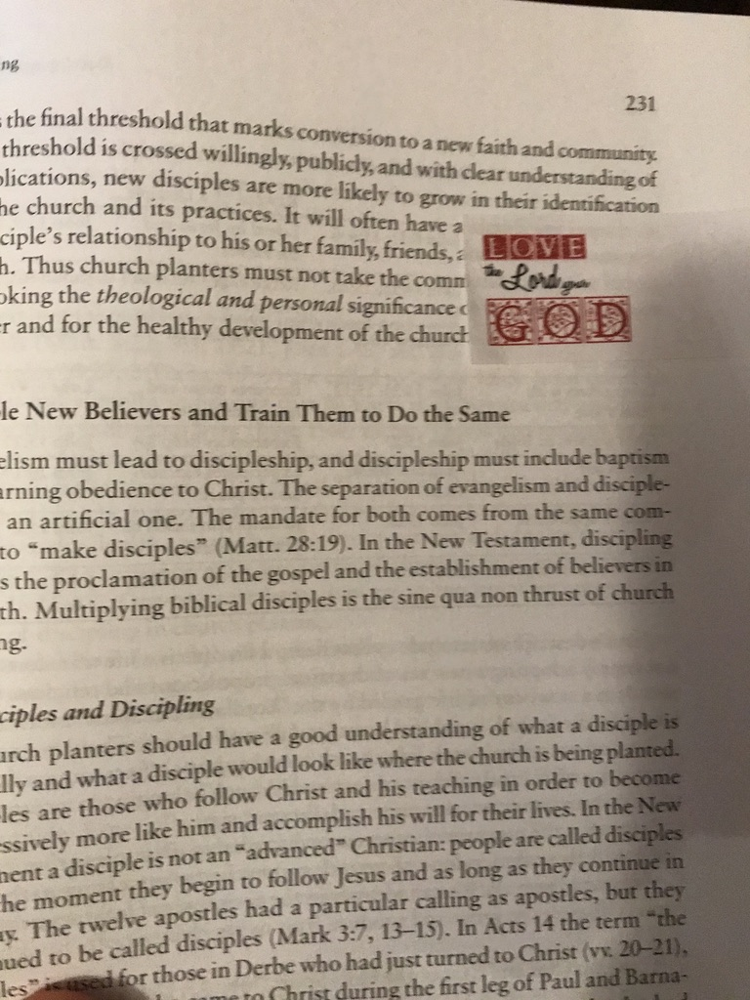 ng
231
the final threshold that marks conversion to a new faith and community.
threshold is crossed willingly, publicly, and with clear understanding of
plications, new disciples are more likely to grow in their identification
he church and its practices. It will often have a
ciple's relationship to his or her family, friends, a
h. Thus church planters must not take the comm
oking the theological and personal significance o
r and for the healthy development of the church
LOVE
the Lord your
GOD
le New Believers and Train Them to Do the Same
elism must lead to discipleship, and discipleship must include baptism
arning obedience to Christ. The separation of evangelism and disciple-
an artificial one. The mandate for both comes from the same com-
to “make disciples” (Matt. 28:19). In the New Testament, discipling
s the proclamation of the gospel and the establishment of believers in
th. Multiplying biblical disciples is the sine qua non thrust of church
ng.
ciples and Discipling
urch planters should have a good understanding of what a disciple is
lly and what a disciple would look like where the church is being planted.
les are those who follow Christ and his teaching in order to become
essively more like him and accomplish his will for their lives. In the New
ment a disciple is not an “advanced” Christian: people are called disciples
he moment they begin to follow Jesus and as long as they continue in
ay. The twelve apostles had a particular calling as apostles, but they
nued to be called disciples (Mark 3:7, 13–15). In Acts 14 the term “the
les” is used for those in Derbe who had just turned to Christ (vv. 20–21),
to Christ during the first leg of Paul and Barna-